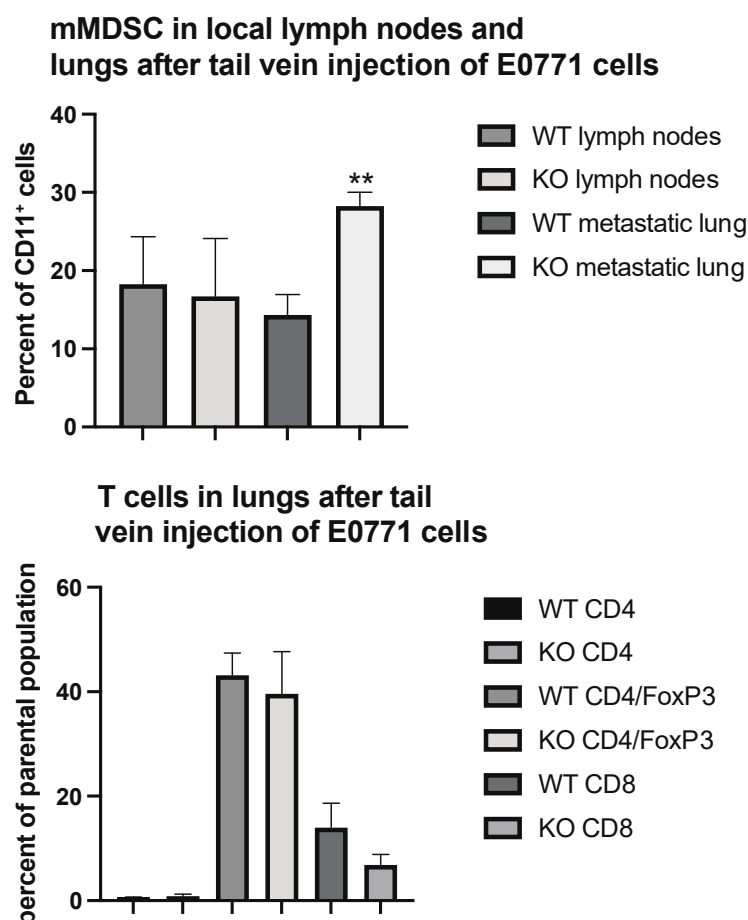 mMDSC in local lymph nodes and
lungs after tail vein injection of E0771 cells
Percent of CD11⁺ cells
40
30
20
10
0
**
WT lymph nodes
KO lymph nodes
WT metastatic lung
KO metastatic lung
T cells in lungs after tail
vein injection of E0771 cells
percent of parental population
60
40
20
0
WT CD4
KO CD4
WT CD4/FoxP3
KO CD4/FoxP3
WT CD8
KO CD8